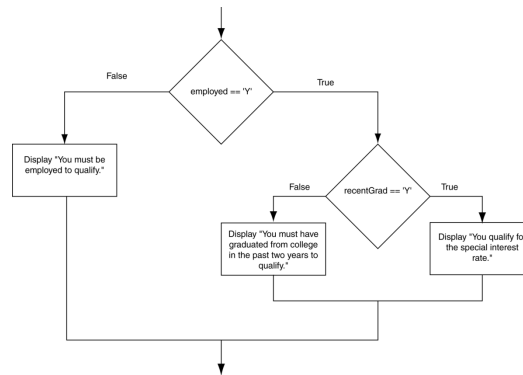 False
employed == 'Y'
True
Display "You must be
employed to qualify."
False
recentGrad == 'Y'
True
Display "You must have
graduated from college
in the past two years to
qualify."
Display "You qualify fo
the special interest
rate."